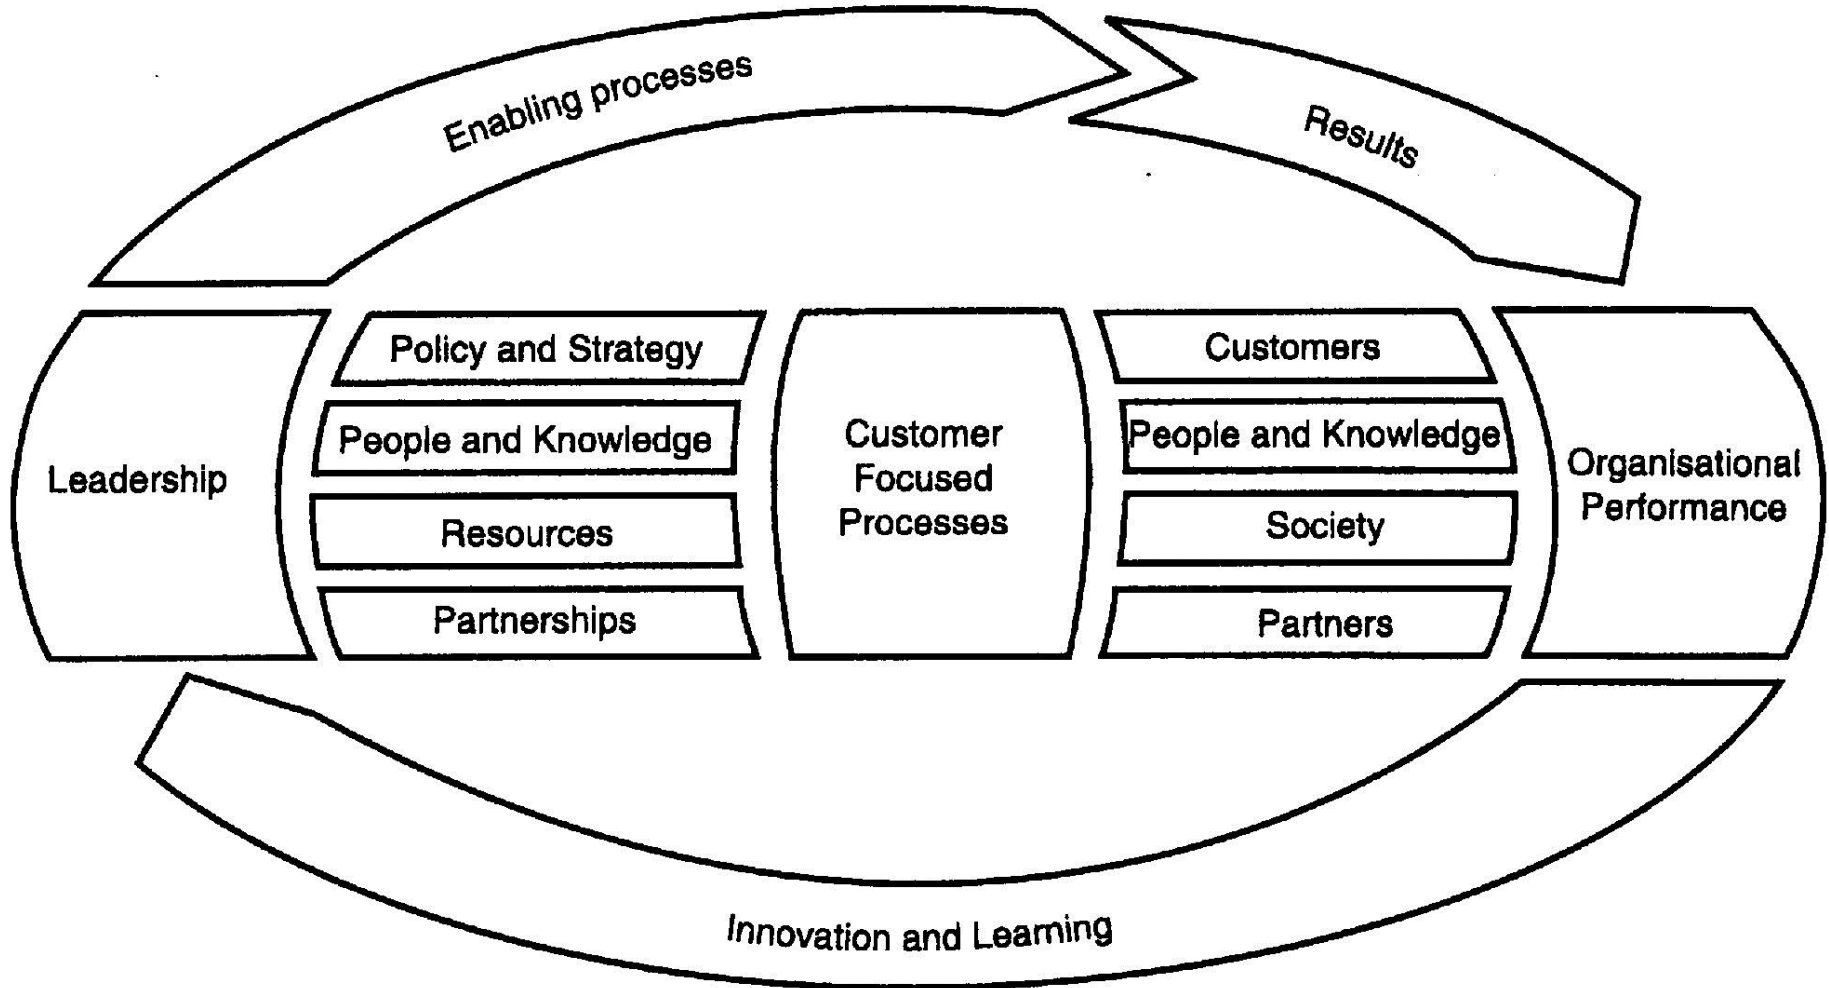 Enabling processes
Results
Leadership
Policy and Strategy
People and Knowledge
Resources
Partnerships
Customer
Focused
Processes
Customers
People and Knowledge
Society
Partners
Organisational
Performance
Innovation and Learning